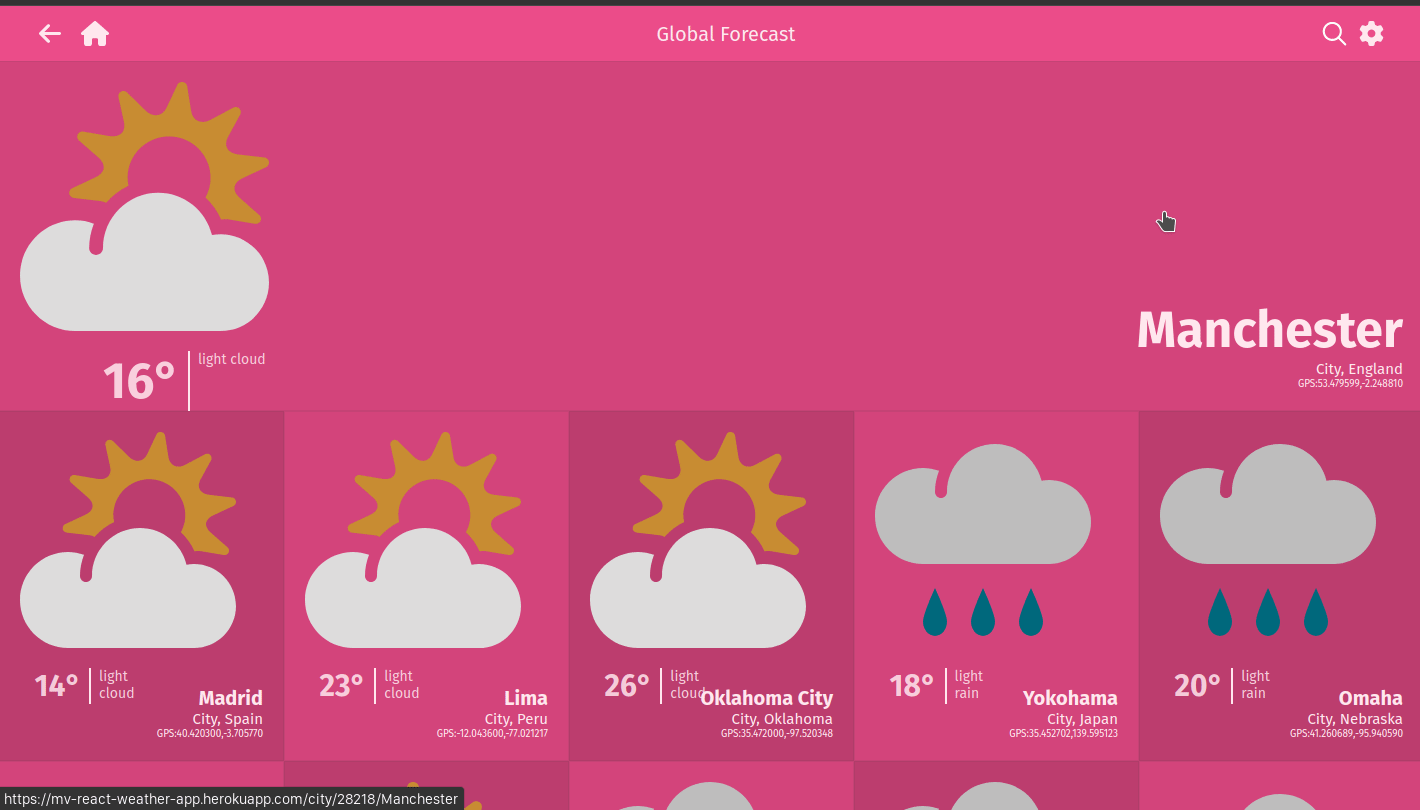 Global Forecast
16°
light cloud
Manchester
City, England
GPS:53.479599,-2.248810
14°
light
cloud
Madrid
City, Spain
GPS:40.420300,-3.705770
23°
light
cloud
Lima
City, Peru
GPS:-12.043600,-77.021217
26°
light
cloud
Oklahoma City
City, Oklahoma
GPS:35.472000,-97.520348
18°
light
rain
Yokohama
City, Japan
GPS:35.452702,139.595123
20°
light
rain
Omaha
City, Nebraska
GPS:41.260689,-95.940590
https://mv-react-weather-app.herokuapp.com/city/28218/Manchester